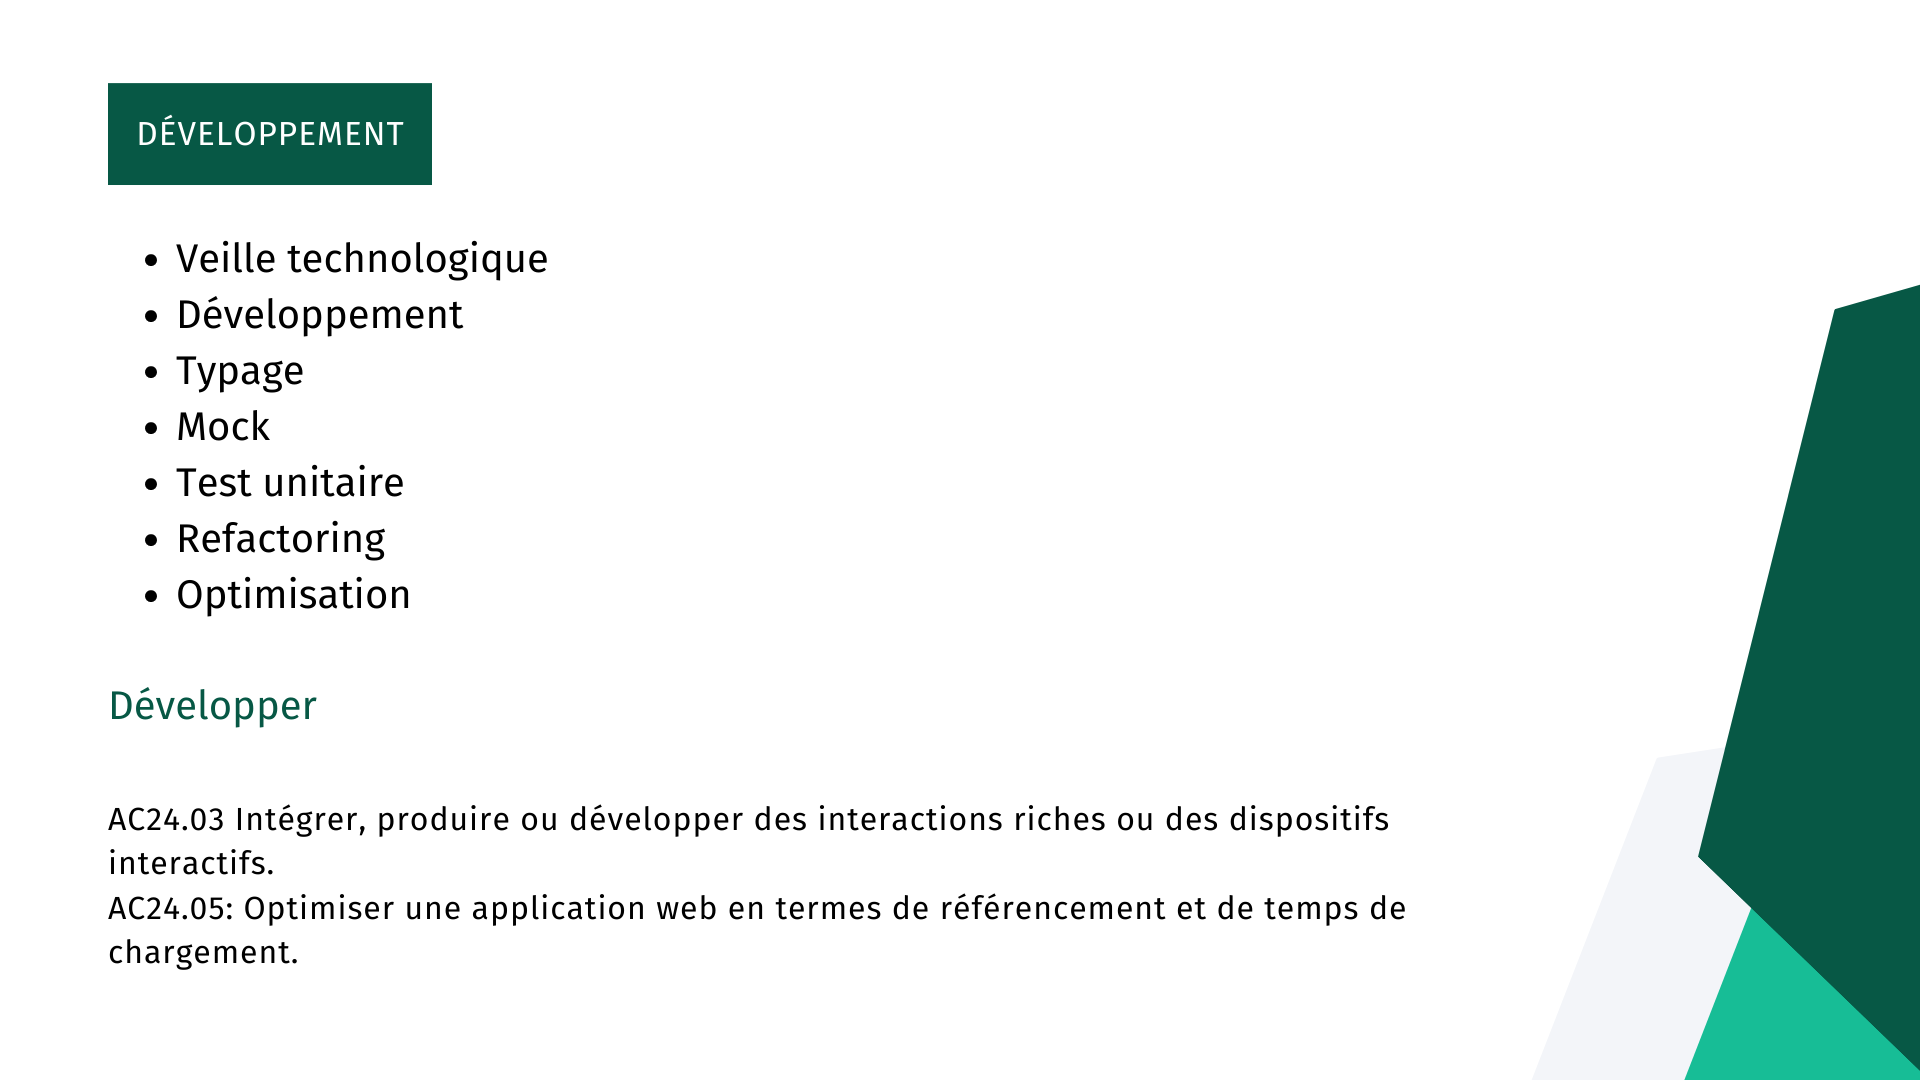 DÉVELOPPEMENT
• Veille technologique
• Développement
• Typage
• Mock
• Test unitaire
• Refactoring
• Optimisation
Développer
AC24.03 Intégrer, produire ou développer des interactions riches ou des dispositifs
interactifs.
AC24.05: Optimiser une application web en termes de référencement et de temps de
chargement.